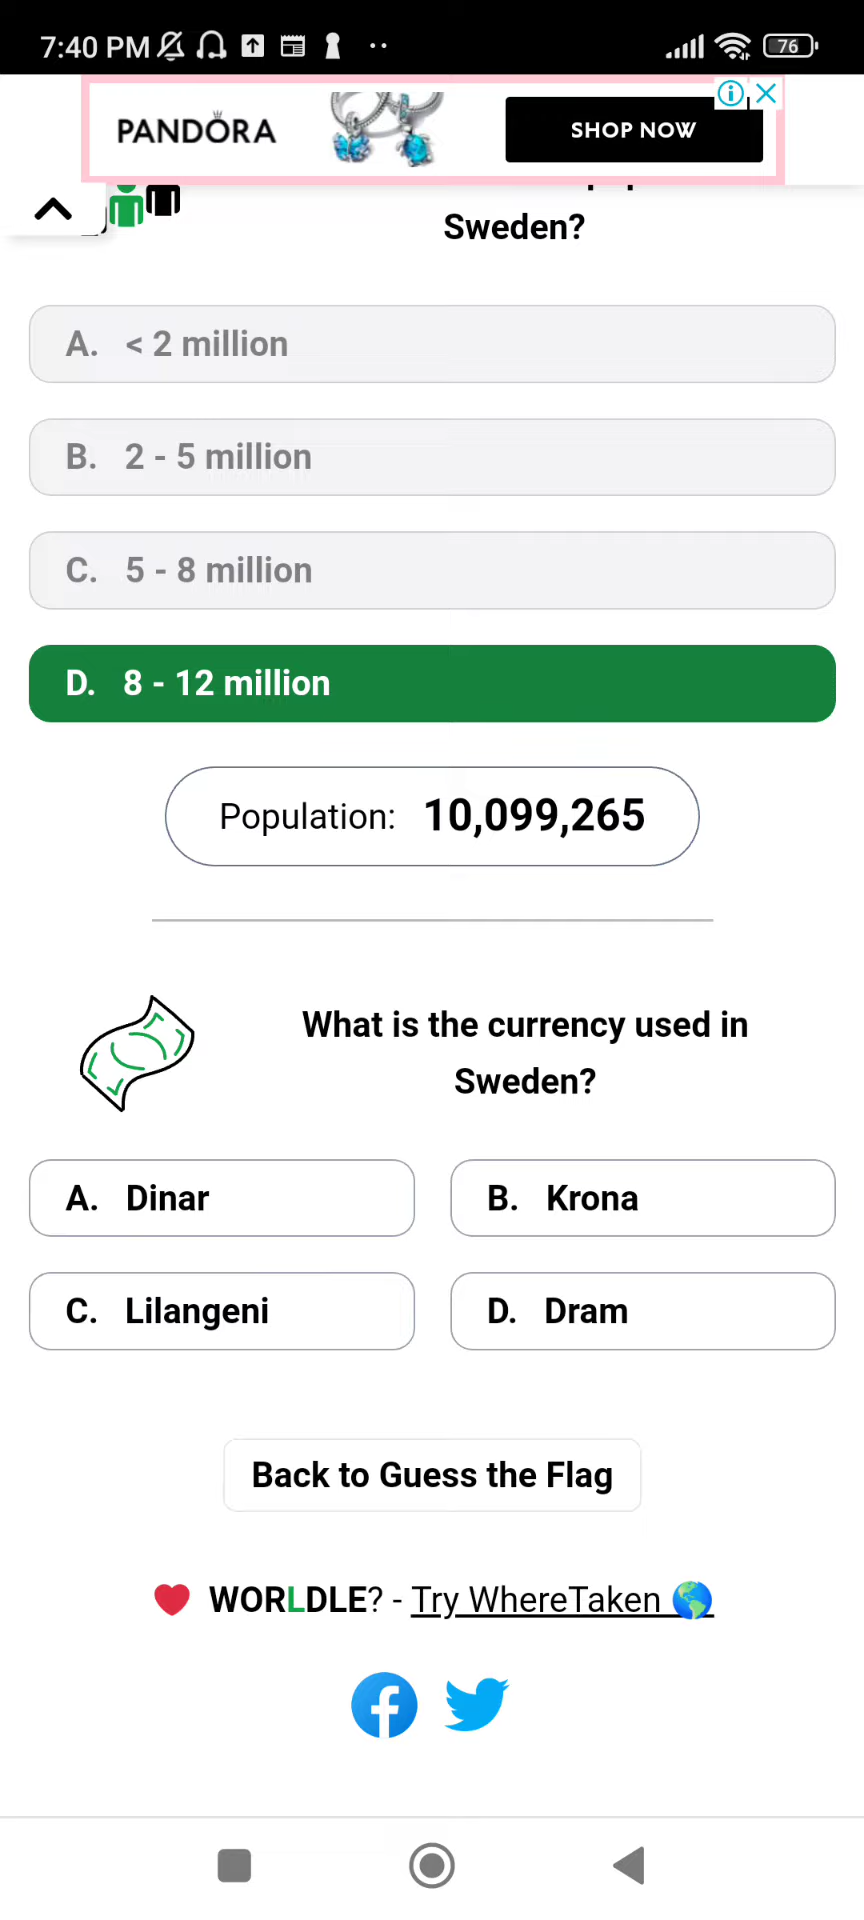 7:40 PM
76
PANDORA
SHOP NOW
Sweden?
A. < 2 million
B. 2 - 5 million
C. 5 - 8 million
D. 8 - 12 million
Population: 10,099,265
What is the currency used in
Sweden?
A. Dinar
B. Krona
C. Lilangeni
D. Dram
Back to Guess the Flag
WORLDLE? - Try WhereTaken